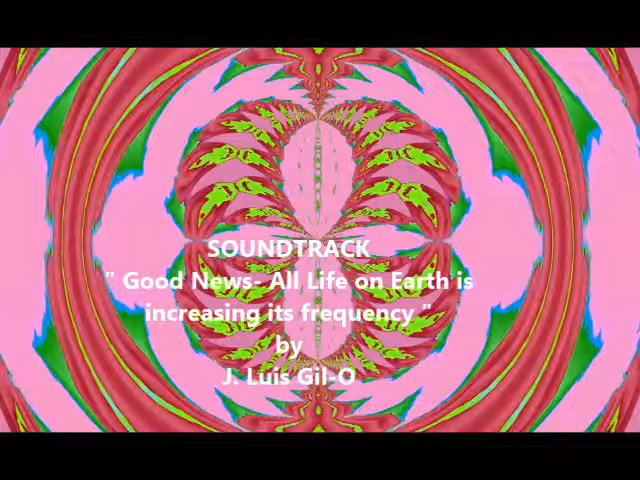 SOUNDTRACK
" Good News- All Life on Earth is
increasing its frequency "
by
J. Luis Gil-O